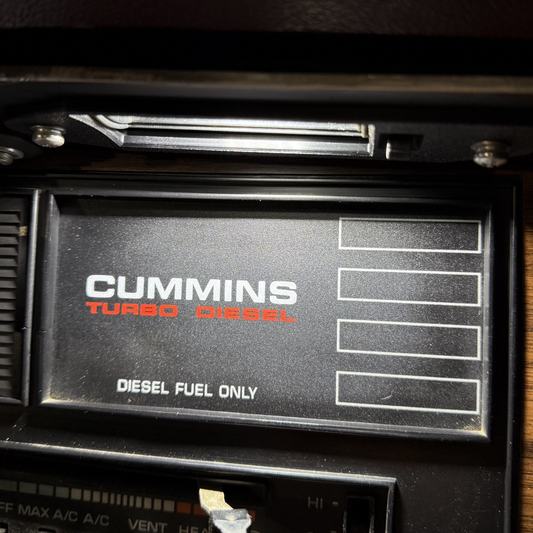 CUMMINS
TURBO DIESEL
DIESEL FUEL ONLY
HI
MAX A/C A/C VENT